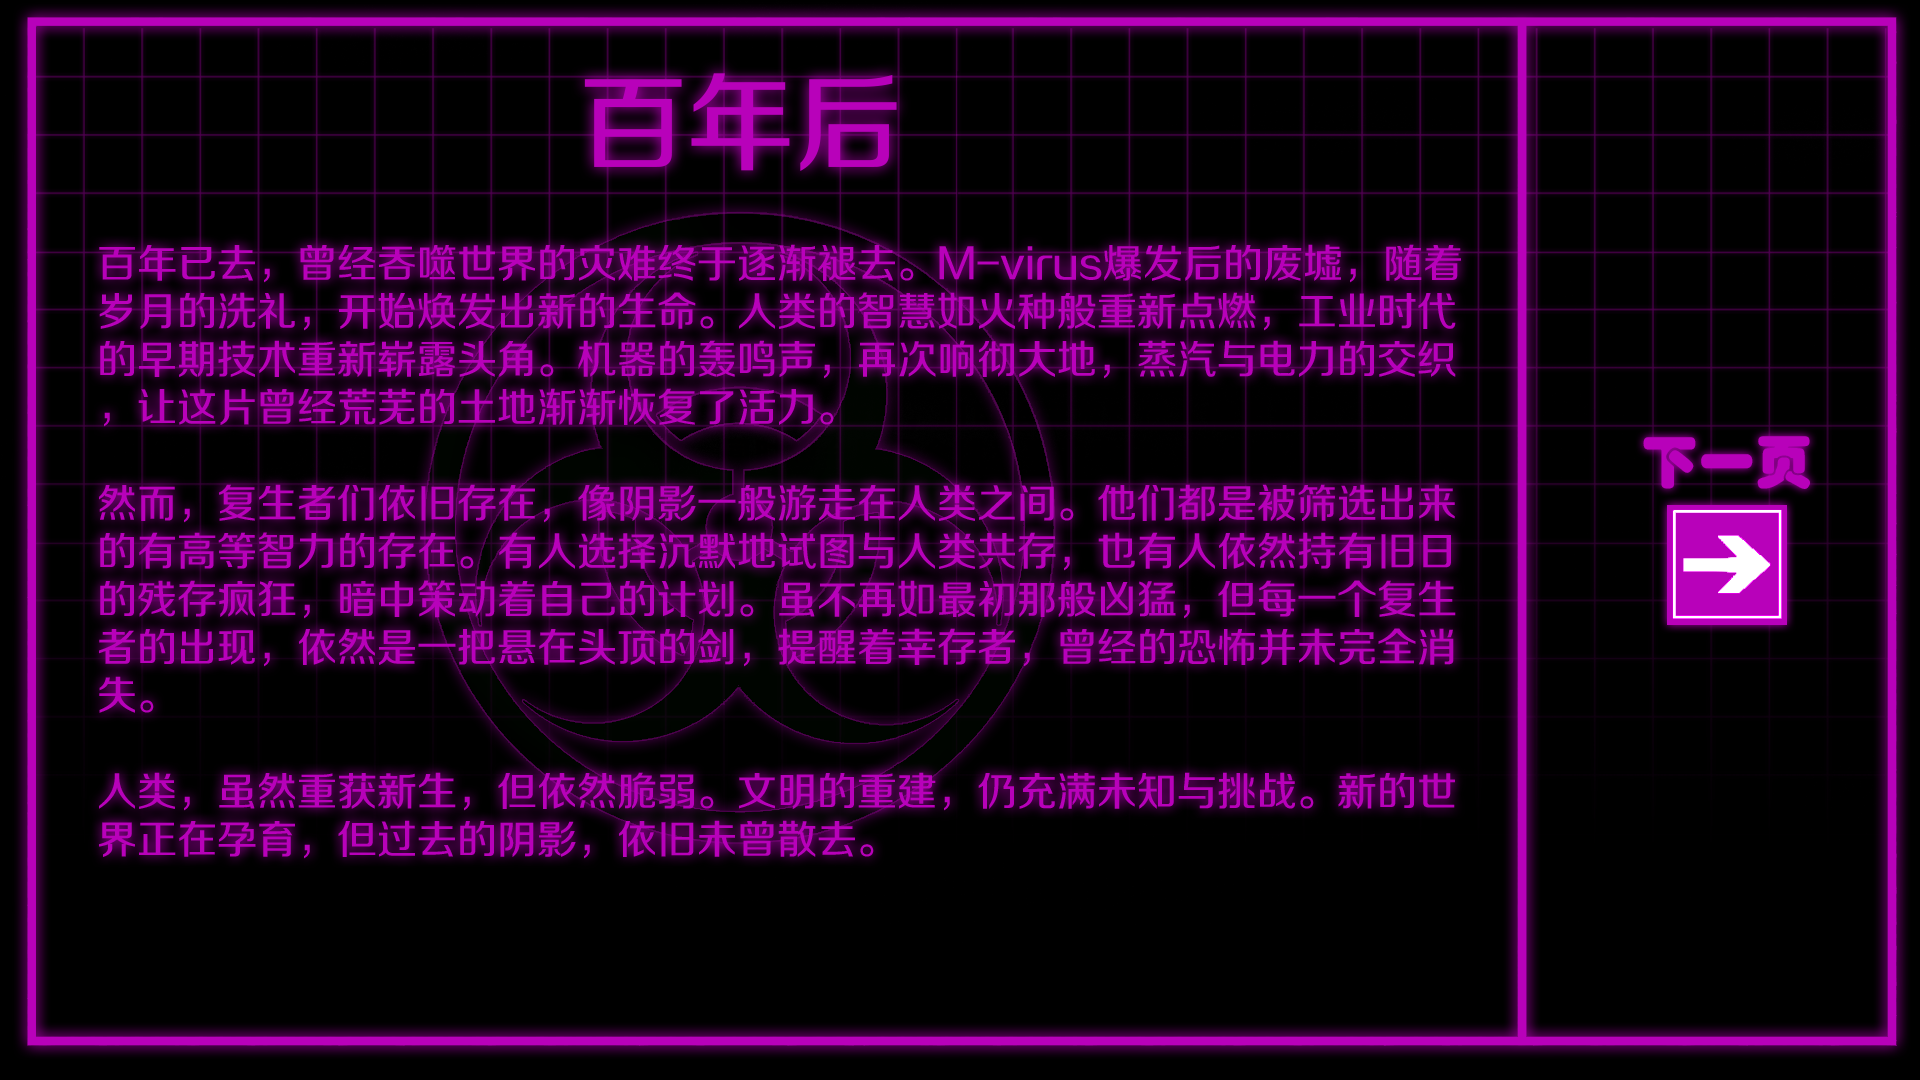 百年后
百年已去，曾经吞噬世界的灾难终于逐渐褪去。M-virus爆发后的废墟，随着
岁月的洗礼，开始焕发出新的生命。人类的智慧如火种般重新点燃，工业时代
的早期技术重新崭露头角。机器的轰鸣声，再次响彻大地，蒸汽与电力的交织
，让这片曾经荒芜的土地渐渐恢复了活力。
然而，复生者们依旧存在，像阴影一般游走在人类之间。他们都是被筛选出来
的有高等智力的存在。有人选择沉默地试图与人类共存，也有人依然持有旧日
的残存疯狂，暗中策动着自己的计划。虽不再如最初那般凶猛，但每一个复生
者的出现，依然是一把悬在头顶的剑，提醒着幸存者，曾经的恐怖并未完全消
失。
人类，虽然重获新生，但依然脆弱。文明的重建，仍充满未知与挑战。新的世
界正在孕育，但过去的阴影，依旧未曾散去。
下一页